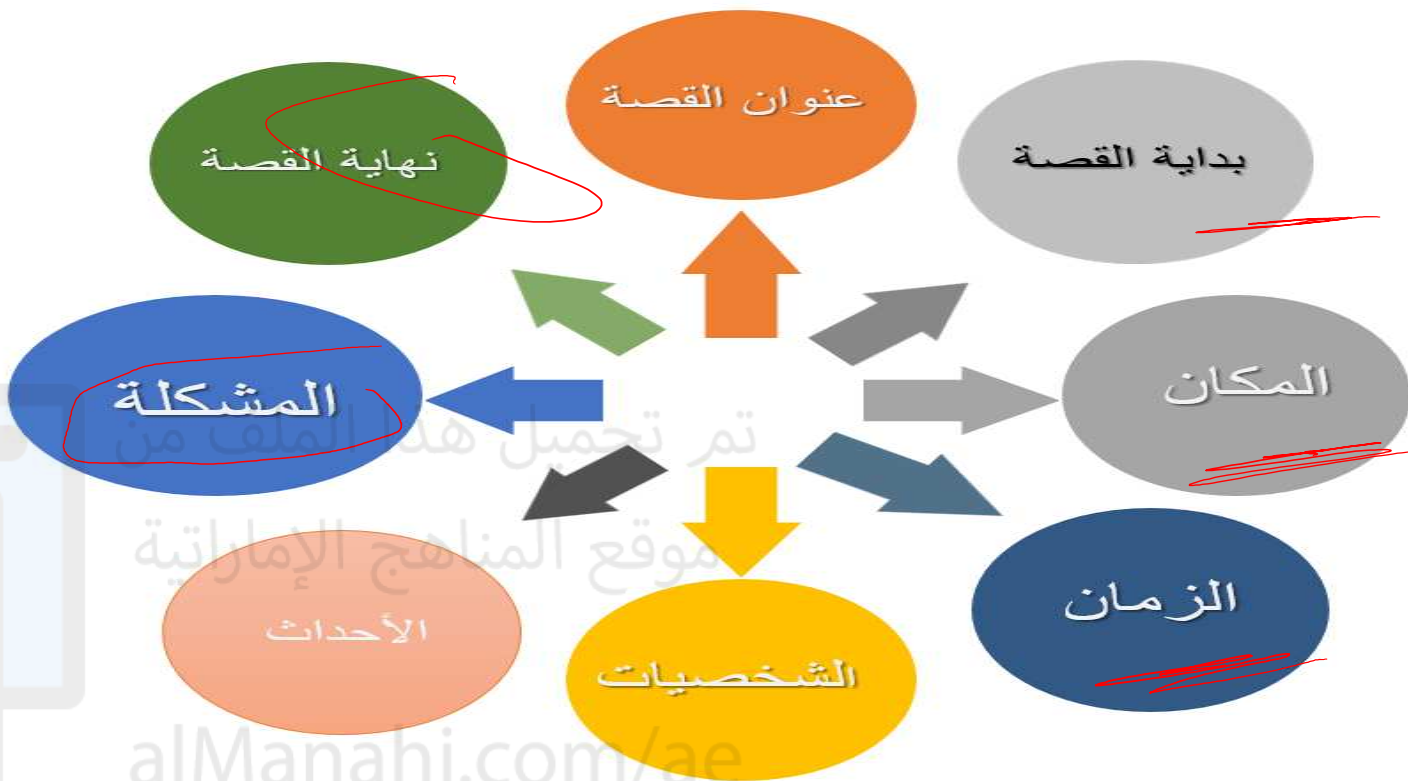 عنوان القصة
بداية القصة
نهاية القصة
المكان
المشكلة
تم تحميل هذا الملف من
موقع المناهج الإماراتية
الزمان
الأحداث
الشخصيات
alManahj.com/ae